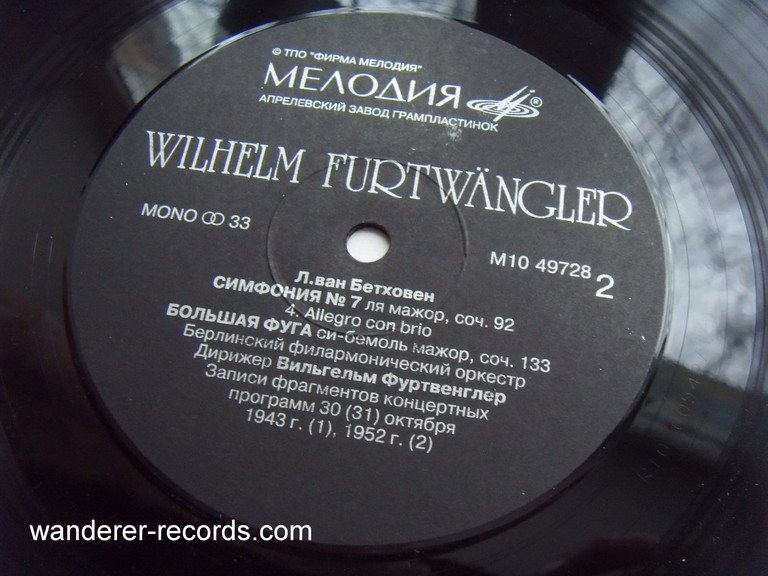 © ТПО "ФИРМА МЕЛОДИЯ"
МЕЛОДИЯ ®
АПРЕЛЕВСКИЙ ЗАВОД ГРАМПЛАСТИНОК
WILHELM FURTWÄNGLER
MONO 33
M10 49728 2
Л.ван Бетховен
СИМФОНИЯ № 7 ля мажор, соч. 92
4. Allegro con brio
БОЛЬШАЯ ФУГА си-бемоль мажор, соч. 133
Берлинский филармонический оркестр
Дирижер Вильгельм Фуртвенглер
Записи фрагментов концертных
программ 30 (31) октября
1943 г. (1), 1952 г. (2)
wanderer-records.com